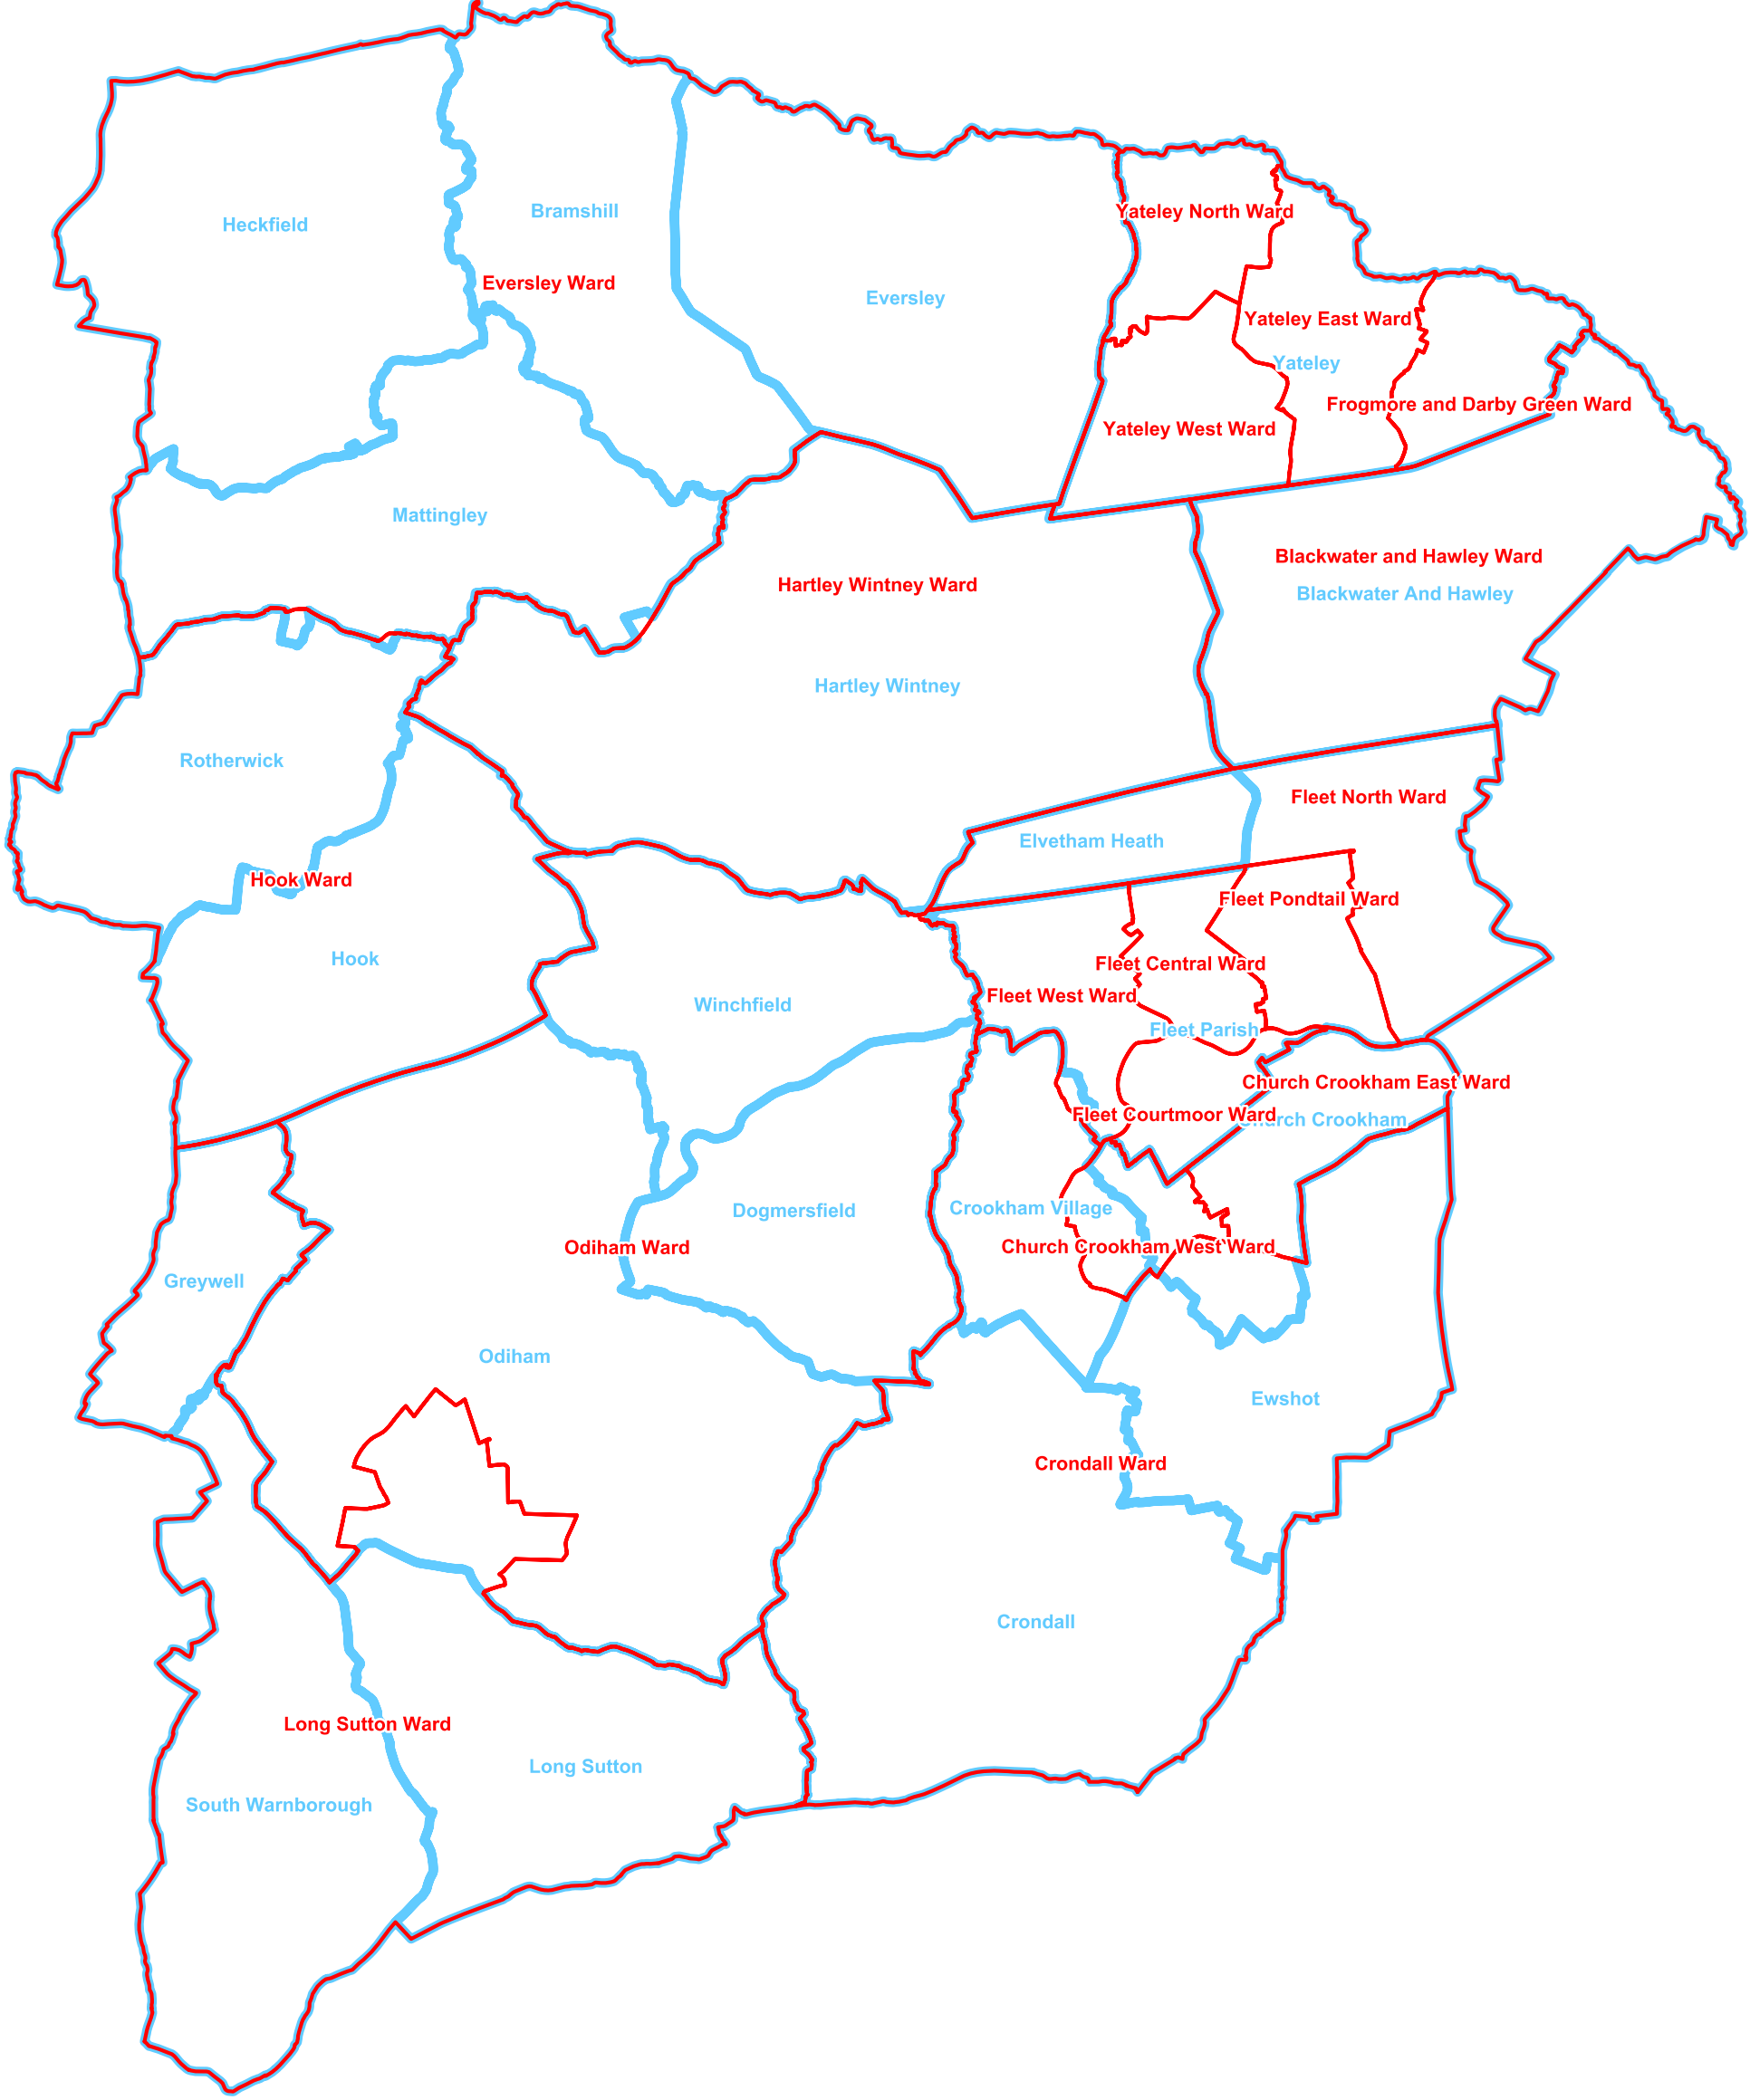 Yateley North Ward
Bramshill
Heckfield
Eversley Ward
Eversley
Yateley East Ward
Yateley
Frogmore and Darby Green Ward
Yateley West Ward
Mattingley
Blackwater and Hawley Ward
Hartley Wintney Ward
Blackwater And Hawley
Hartley Wintney
Rotherwick
Fleet North Ward
Elvetham Heath
Hook Ward
Fleet Pondtail Ward
Hook
Fleet Central Ward
Fleet West Ward
Winchfield
Fleet Parish
Church Crookham East Ward
Fleet Courtmoor Ward
Church Crookham
Crookham Village
Dogmersfield
Odiham Ward
Church Crookham West Ward
Greywell
Odiham
Ewshot
Crondall Ward
Crondall
Long Sutton Ward
Long Sutton
South Warnborough